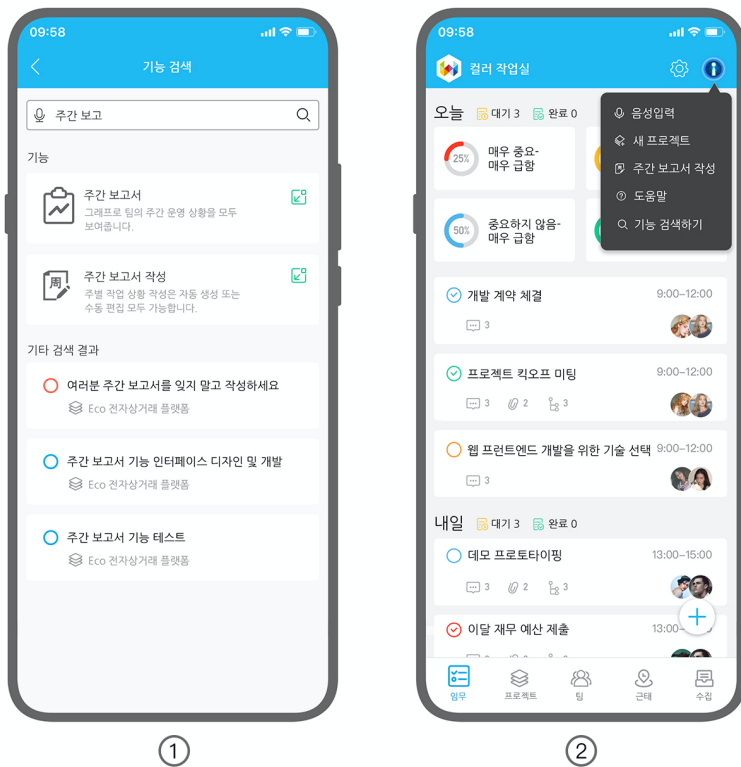 09:58
기능 검색
주간 보고
기능
주간 보고서
그래프로 팀의 주간 운영 상황을 모두
보여줍니다.
周
주간 보고서 작성
주별 작업 상황 작성은 자동 생성 또는
수동 편집 모두 가능합니다.
기타 검색 결과
여러분 주간 보고서를 잊지 말고 작성하세요
Eco 전자상거래 플랫폼
주간 보고서 기능 인터페이스 디자인 및 개발
Eco 전자상거래 플랫폼
주간 보고서 기능 테스트
Eco 전자상거래 플랫폼
①
09:58
컬러 작업실
오늘 대기 3 완료 0
25%
매우 중요-
매우 급함
50%
중요하지 않음-
매우 급함
음성입력
새 프로젝트
주간 보고서 작성
도움말
기능 검색하기
개발 계약 체결 9:00–12:00
3
프로젝트 킥오프 미팅 9:00–12:00
3 2 3
웹 프런트엔드 개발을 위한 기술 선택 9:00–12:00
3
내일 대기 3 완료 0
데모 프로토타이핑 13:00–15:00
3 2 3
이달 재무 예산 제출 13:00–
임무 프로젝트 팀 근태 수집
②